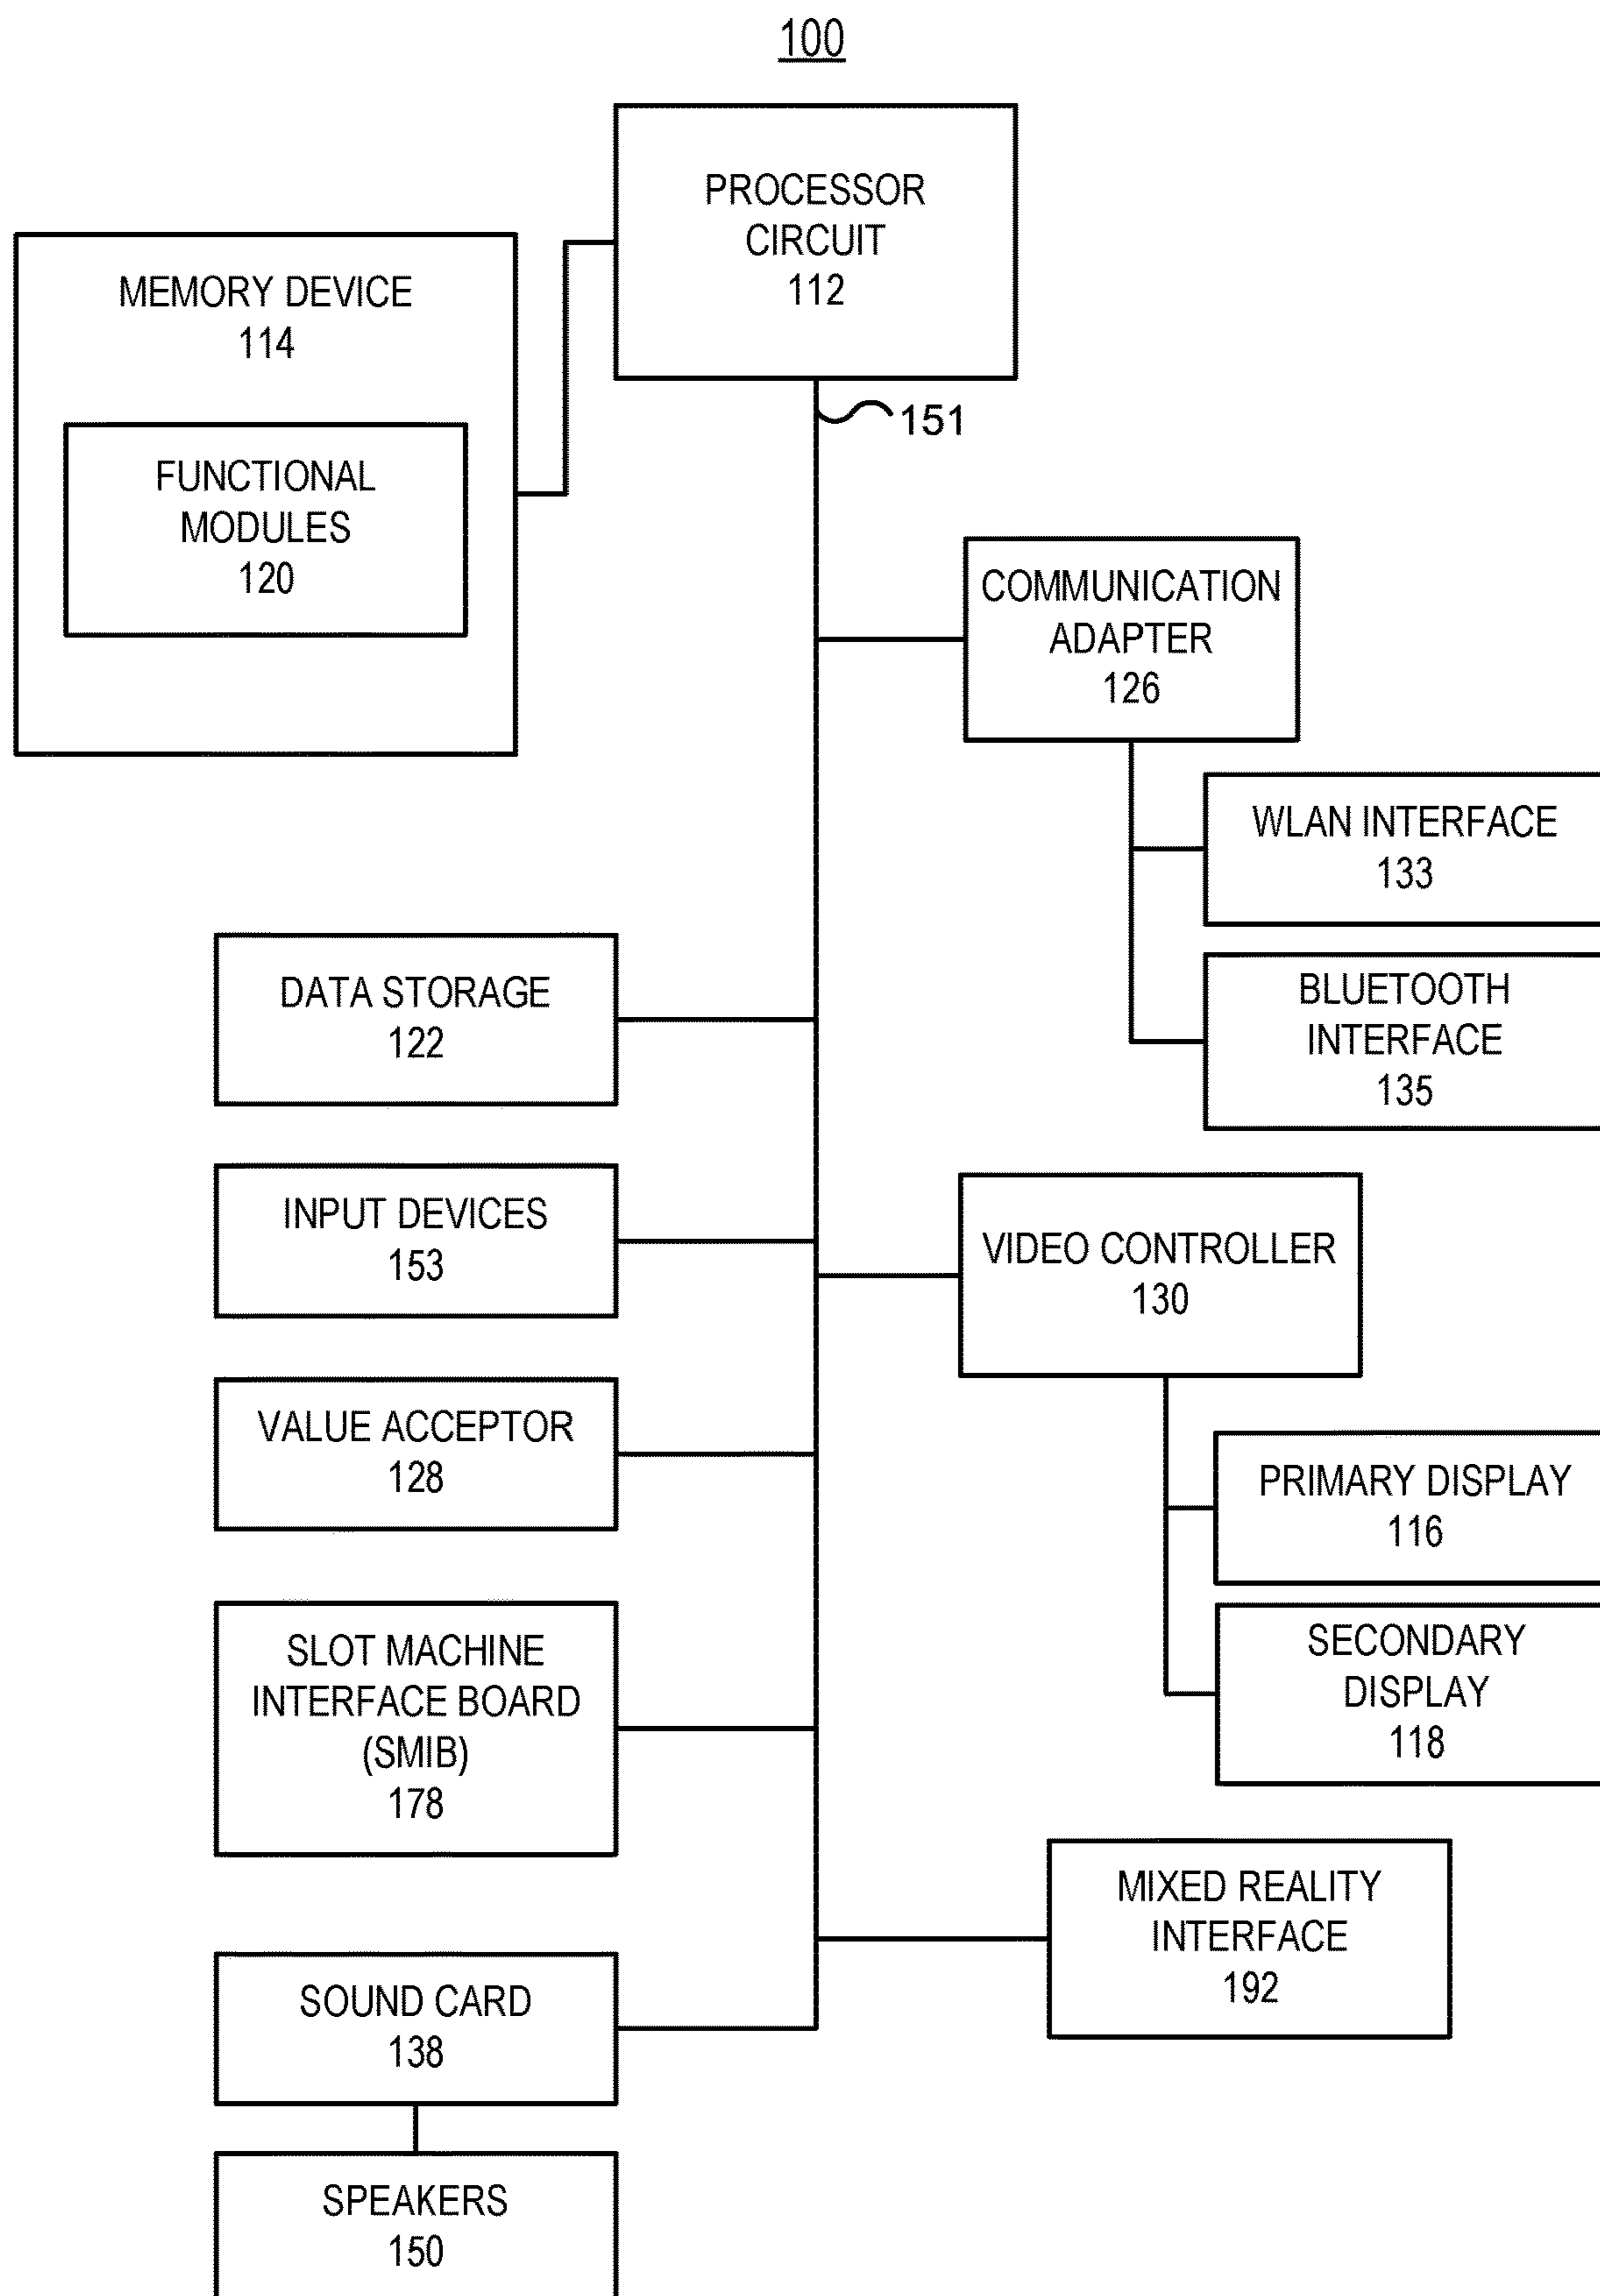 100
PROCESSOR
CIRCUIT
112
MEMORY DEVICE
114
FUNCTIONAL
MODULES
120
151
COMMUNICATION
ADAPTER
126
WLAN INTERFACE
133
BLUETOOTH
INTERFACE
135
DATA STORAGE
122
INPUT DEVICES
153
VIDEO CONTROLLER
130
VALUE ACCEPTOR
128
PRIMARY DISPLAY
116
SECONDARY
DISPLAY
118
SLOT MACHINE
INTERFACE BOARD
(SMIB)
178
MIXED REALITY
INTERFACE
192
SOUND CARD
138
SPEAKERS
150